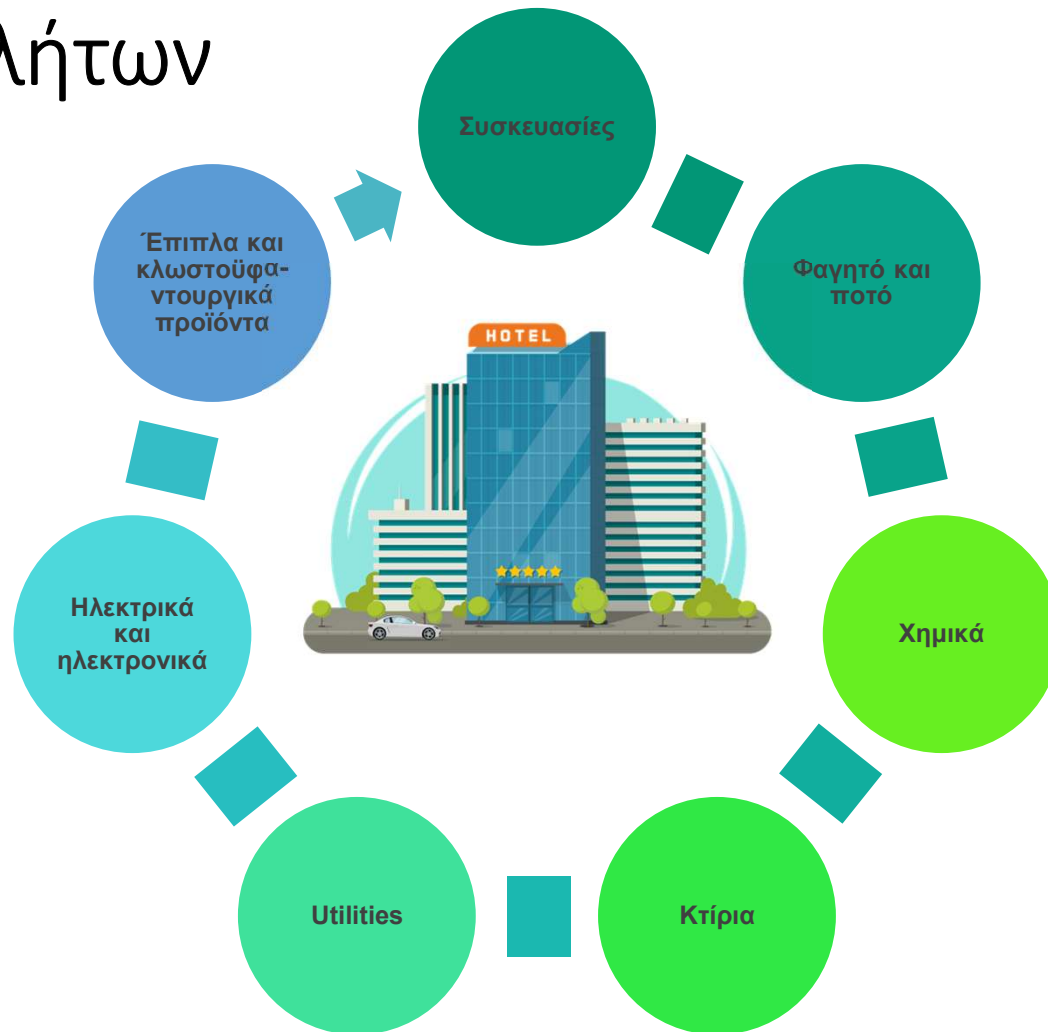 λήτων
Συσκευασίες
Φαγητό και
ποτό
Χημικά
Κτίρια
Utilities
Ηλεκτρικά
και
ηλεκτρονικά
Έπιπλα και
κλωστοϋφα-
ντουργικά
προϊόντα
HOTEL